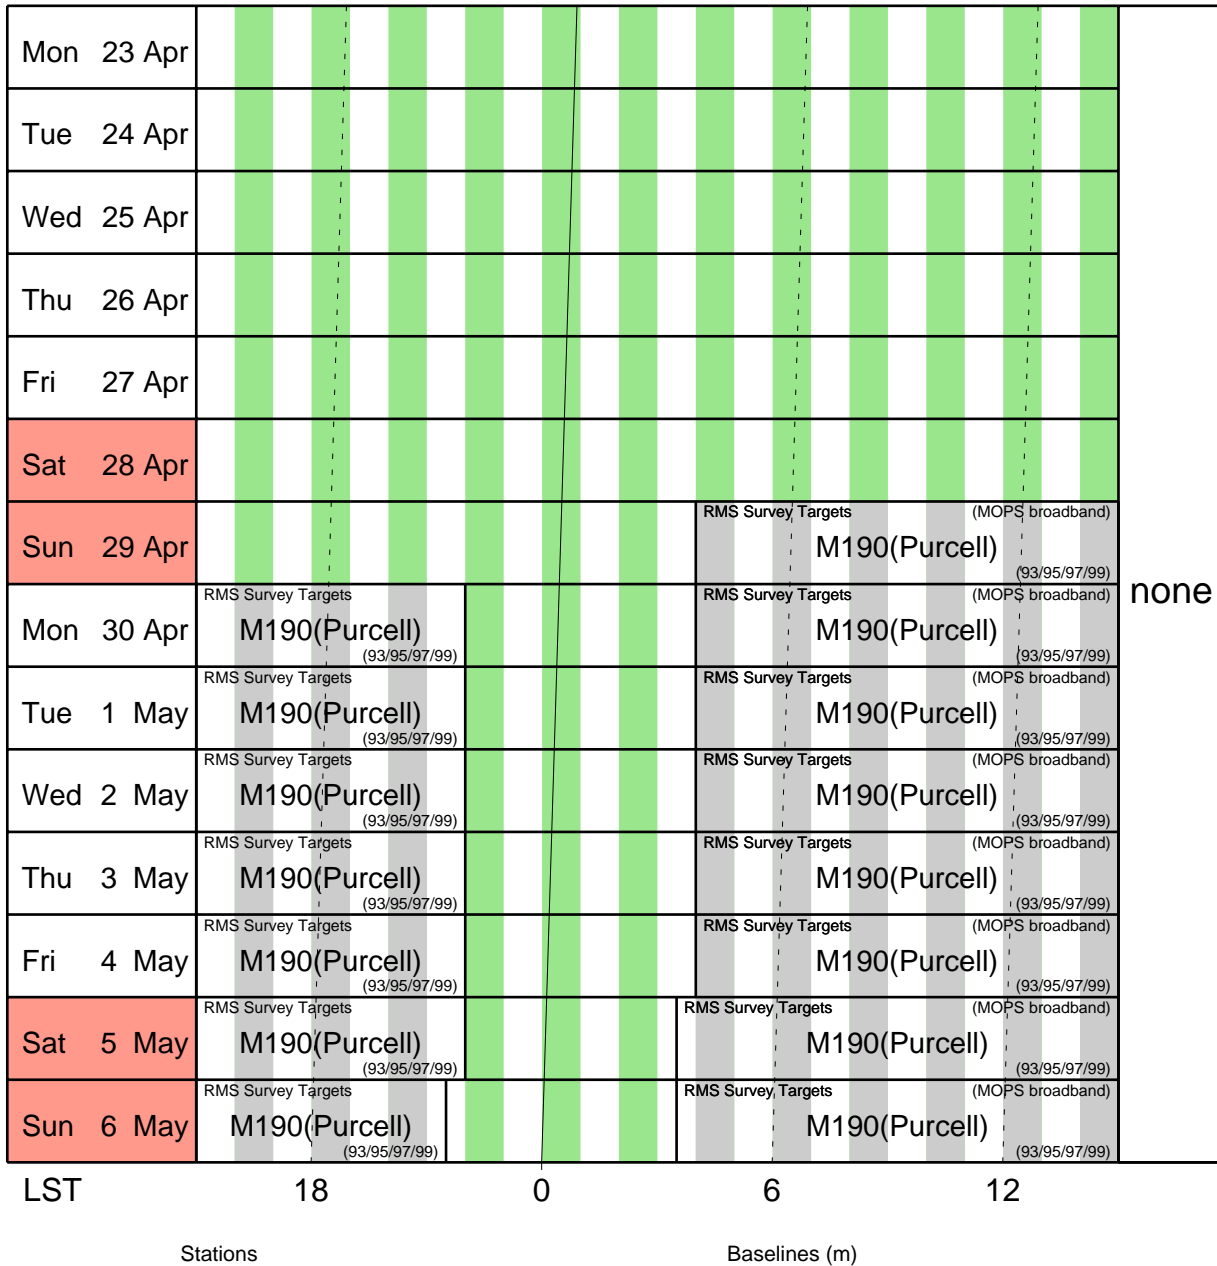 Mon 23 Apr
Tue 24 Apr
Wed 25 Apr
Thu 26 Apr
Fri 27 Apr
Sat 28 Apr
RMS Survey Targets (MOPS broadband)
Sun 29 Apr M190(Purcell)
(93/95/97/99)
none
RMS Survey Targets RMS Survey Targets (MOPS broadband)
Mon 30 Apr M190(Purcell) M190(Purcell)
(93/95/97/99) (93/95/97/99)
RMS Survey Targets RMS Survey Targets (MOPS broadband)
Tue 1 May M190(Purcell) M190(Purcell)
(93/95/97/99) (93/95/97/99)
RMS Survey Targets RMS Survey Targets (MOPS broadband)
Wed 2 May M190(Purcell) M190(Purcell)
(93/95/97/99) (93/95/97/99)
RMS Survey Targets RMS Survey Targets (MOPS broadband)
Thu 3 May M190(Purcell) M190(Purcell)
(93/95/97/99) (93/95/97/99)
RMS Survey Targets RMS Survey Targets (MOPS broadband)
Fri 4 May M190(Purcell) M190(Purcell)
(93/95/97/99) (93/95/97/99)
RMS Survey Targets RMS Survey Targets (MOPS broadband)
Sat 5 May M190(Purcell) M190(Purcell)
(93/95/97/99) (93/95/97/99)
RMS Survey Targets RMS Survey Targets (MOPS broadband)
Sun 6 May M190(Purcell) M190(Purcell)
(93/95/97/99) (93/95/97/99)
LST 18 0 6 12
Stations Baselines (m)